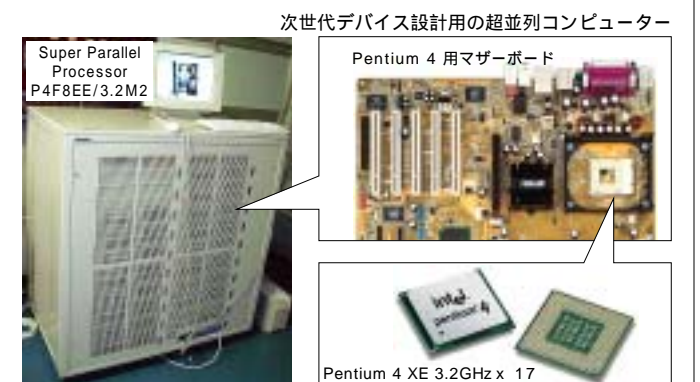 次世代デバイス設計用の超並列コンピューター
Super Parallel
Processor
P4F8EE/3.2M2
Pentium 4 用マザーボード
intel
pentium 4
Pentium 4 XE 3.2GHz x 17